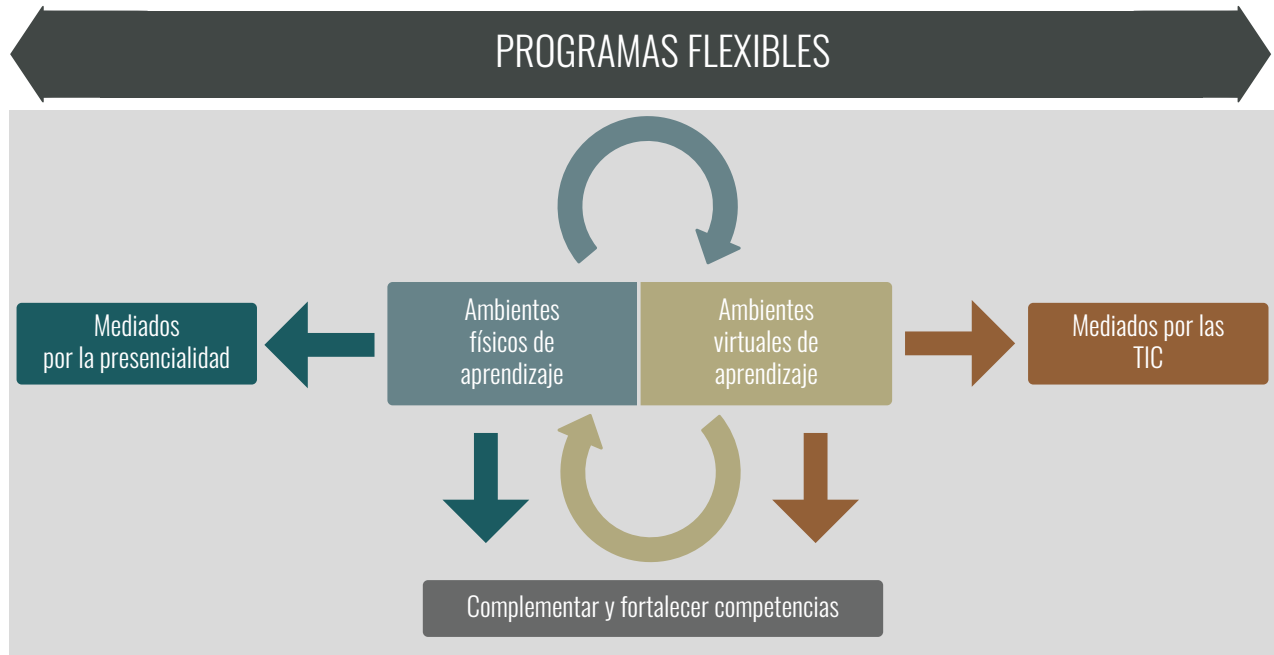 PROGRAMAS FLEXIBLES
Mediados
por la presencialidad
Ambientes
físicos de
aprendizaje
Ambientes
virtuales de
aprendizaje
Mediados por las
TIC
Complementar y fortalecer competencias